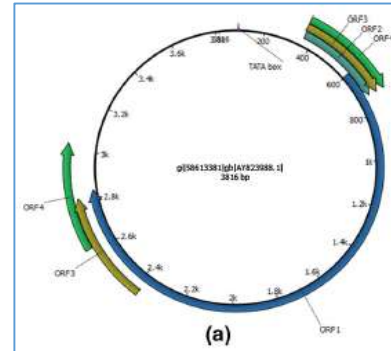 ORF3
ORF2
ORF4
TATA box
200
400
600
800
1k
1.2k
1.4k
1.6k
1.8k
2k
2.2k
2.4k
2.6k
2.8k
3k
3.2k
3.4k
3.6k
gi|58613381|gb|AY823988.1|
3816 bp
ORF4
ORF3
ORF1
(a)